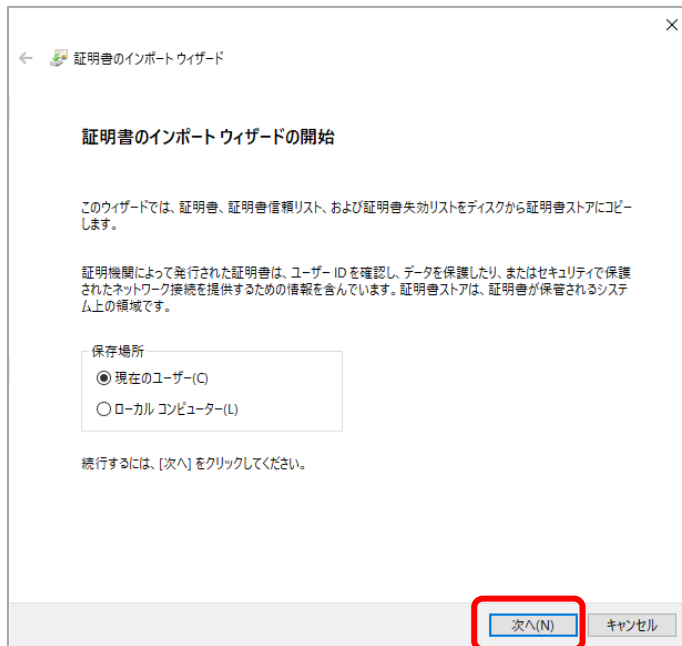 証明書のインポート ウィザード
証明書のインポート ウィザードの開始
このウィザードでは、証明書、証明書信頼リスト、および証明書失効リストをディスクから証明書ストアにコピー
します。
証明機関によって発行された証明書は、ユーザー ID を確認し、データを保護したり、またはセキュリティで保護
されたネットワーク接続を提供するための情報を含んでいます。証明書ストアは、証明書が保管されるシステ
ム上の領域です。
保存場所
現在のユーザー(C)
ローカル コンピューター(L)
続行するには、[次へ] をクリックしてください。
次へ(N)
キャンセル